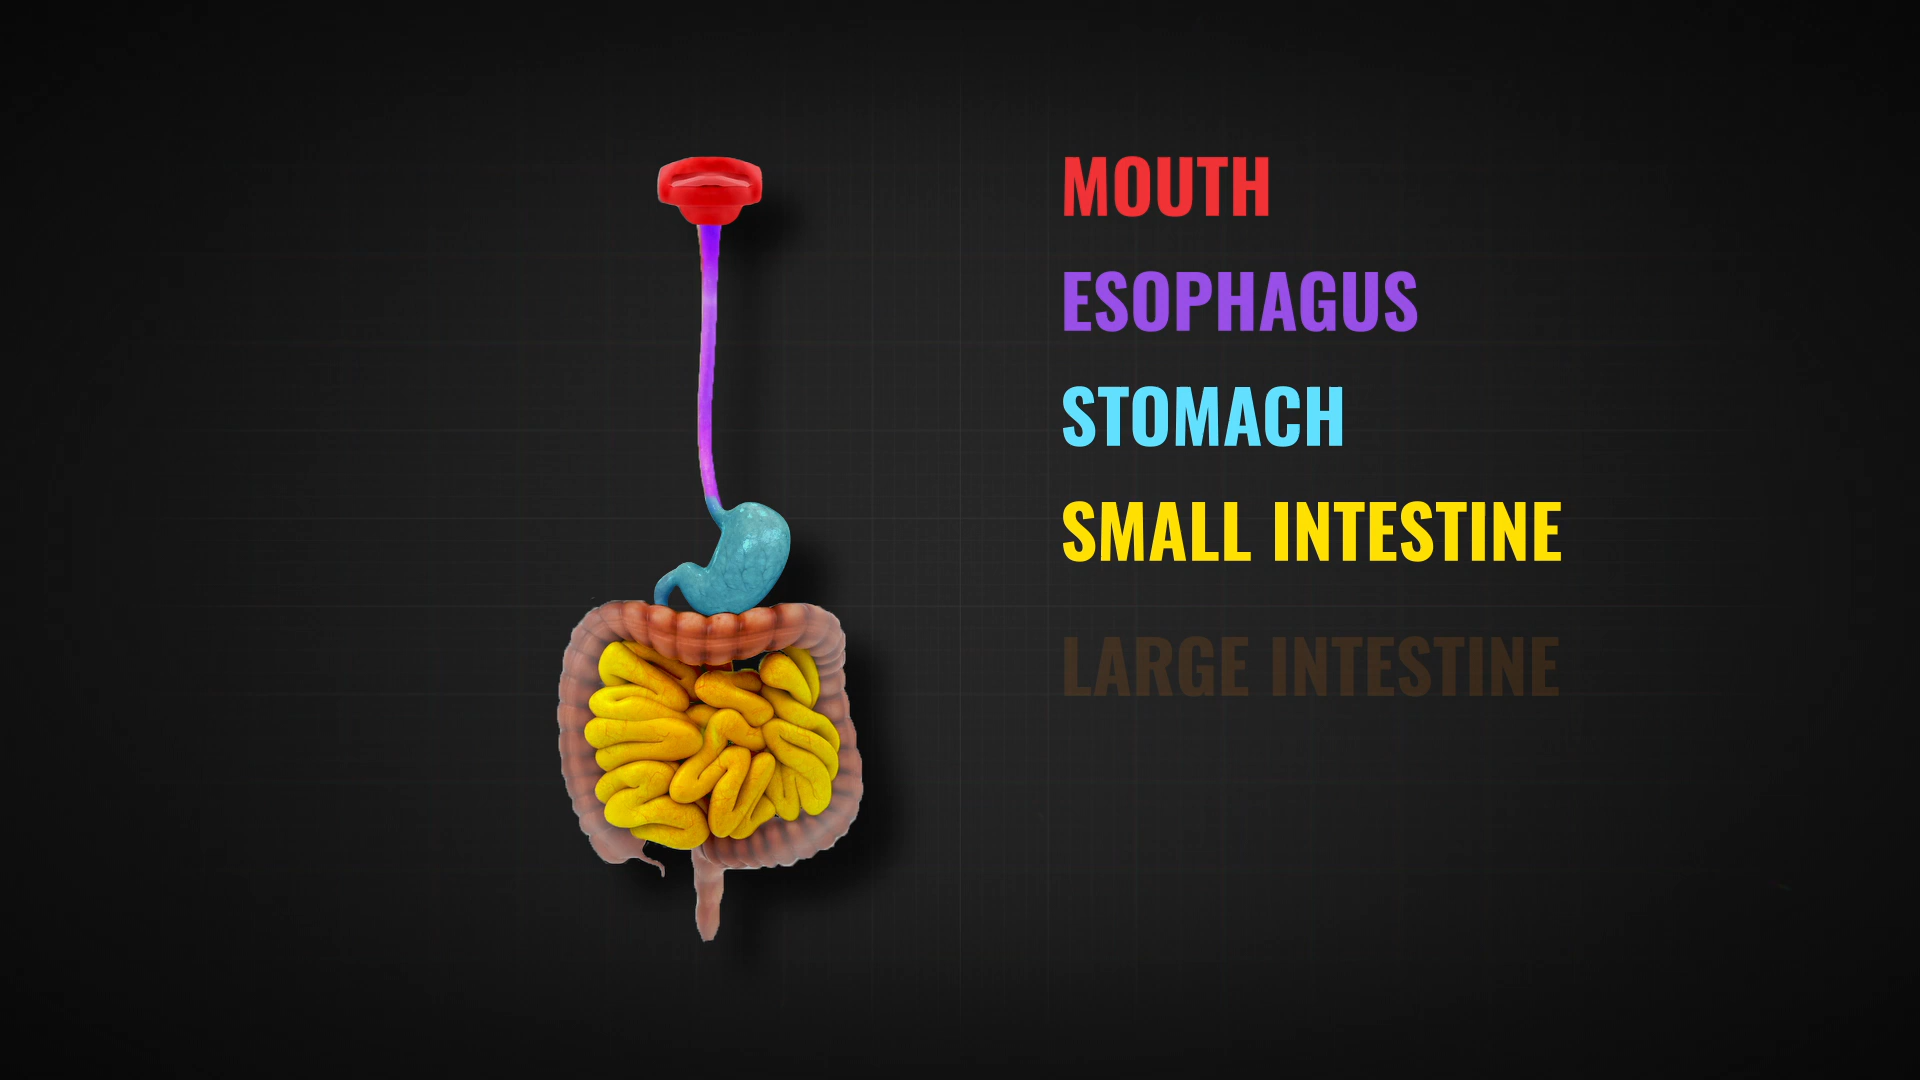 MOUTH
ESOPHAGUS
STOMACH
SMALL INTESTINE
LARGE INTESTINE